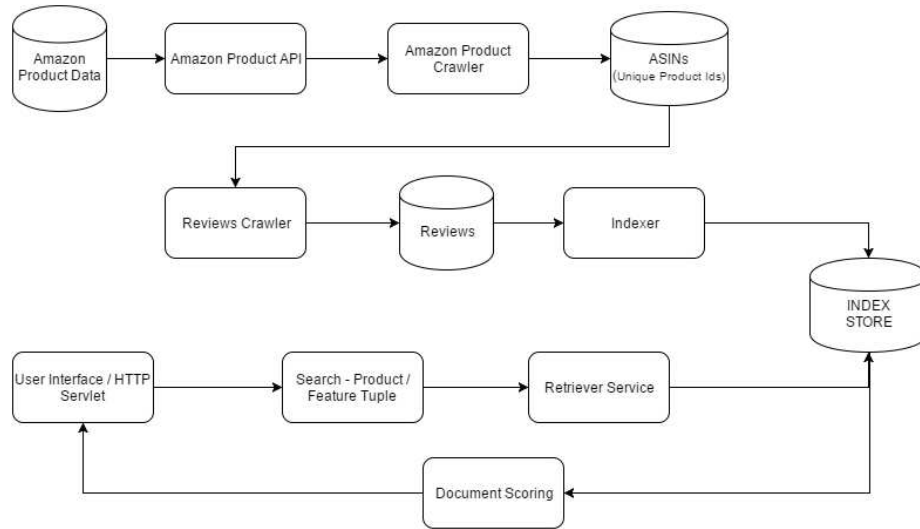 Amazon
Product Data
Amazon Product API
Amazon Product
Crawler
ASINs
(Unique Product Ids)
Reviews Crawler
Reviews
Indexer
INDEX
STORE
User Interface / HTTP
Servlet
Search - Product /
Feature Tuple
Retriever Service
Document Scoring